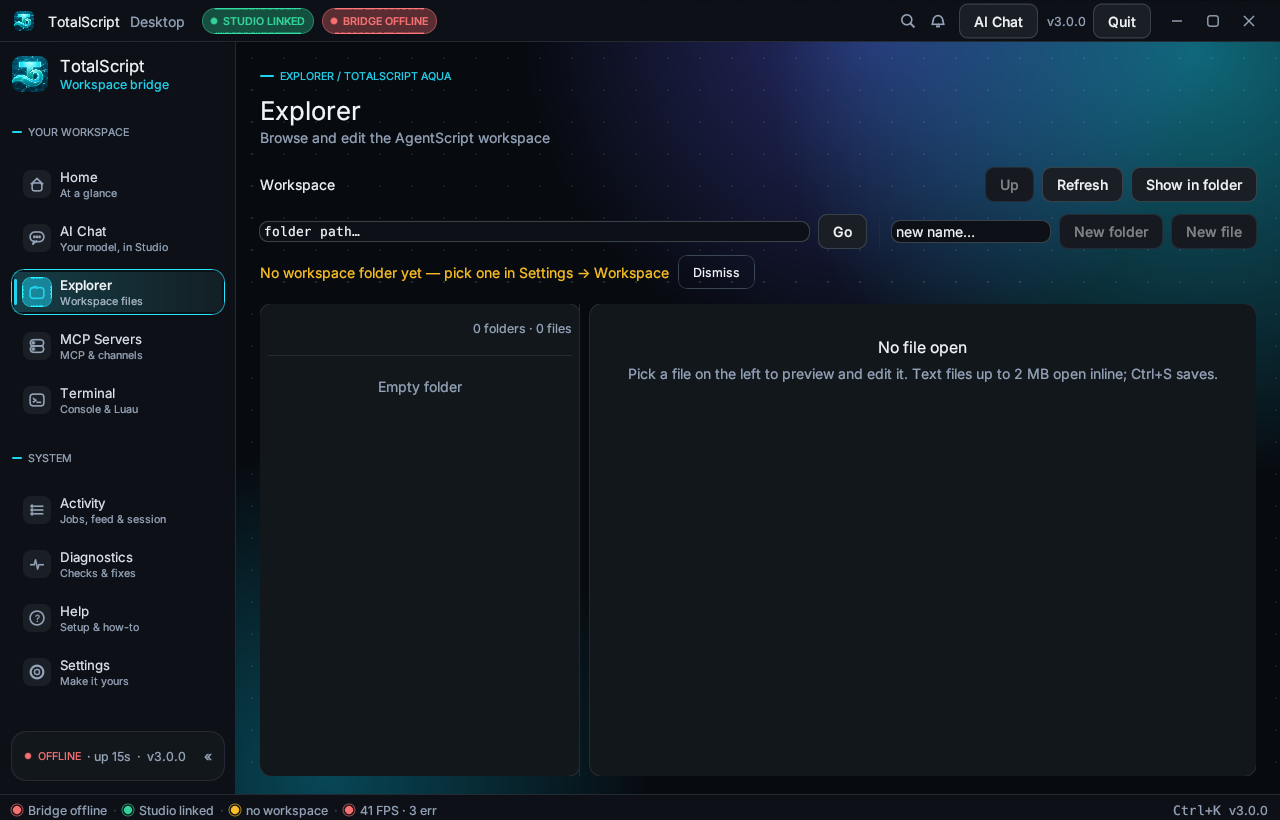 TotalScript Desktop STUDIO LINKED BRIDGE OFFLINE AI Chat v3.0.0 Quit
TotalScript
Workspace bridge
YOUR WORKSPACE
Home
At a glance
AI Chat
Your model, in Studio
Explorer
Workspace files
MCP Servers
MCP & channels
Terminal
Console & Luau
SYSTEM
Activity
Jobs, feed & session
Diagnostics
Checks & fixes
Help
Setup & how-to
Settings
Make it yours
OFFLINE · up 15s · v3.0.0 «
EXPLORER / TOTALSCRIPT AQUA
Explorer
Browse and edit the AgentScript workspace
Workspace Up Refresh Show in folder
folder path… Go new name... New folder New file
No workspace folder yet — pick one in Settings → Workspace Dismiss
0 folders · 0 files
Empty folder
No file open
Pick a file on the left to preview and edit it. Text files up to 2 MB open inline; Ctrl+S saves.
Bridge offline · Studio linked · no workspace · 41 FPS · 3 err Ctrl+K v3.0.0